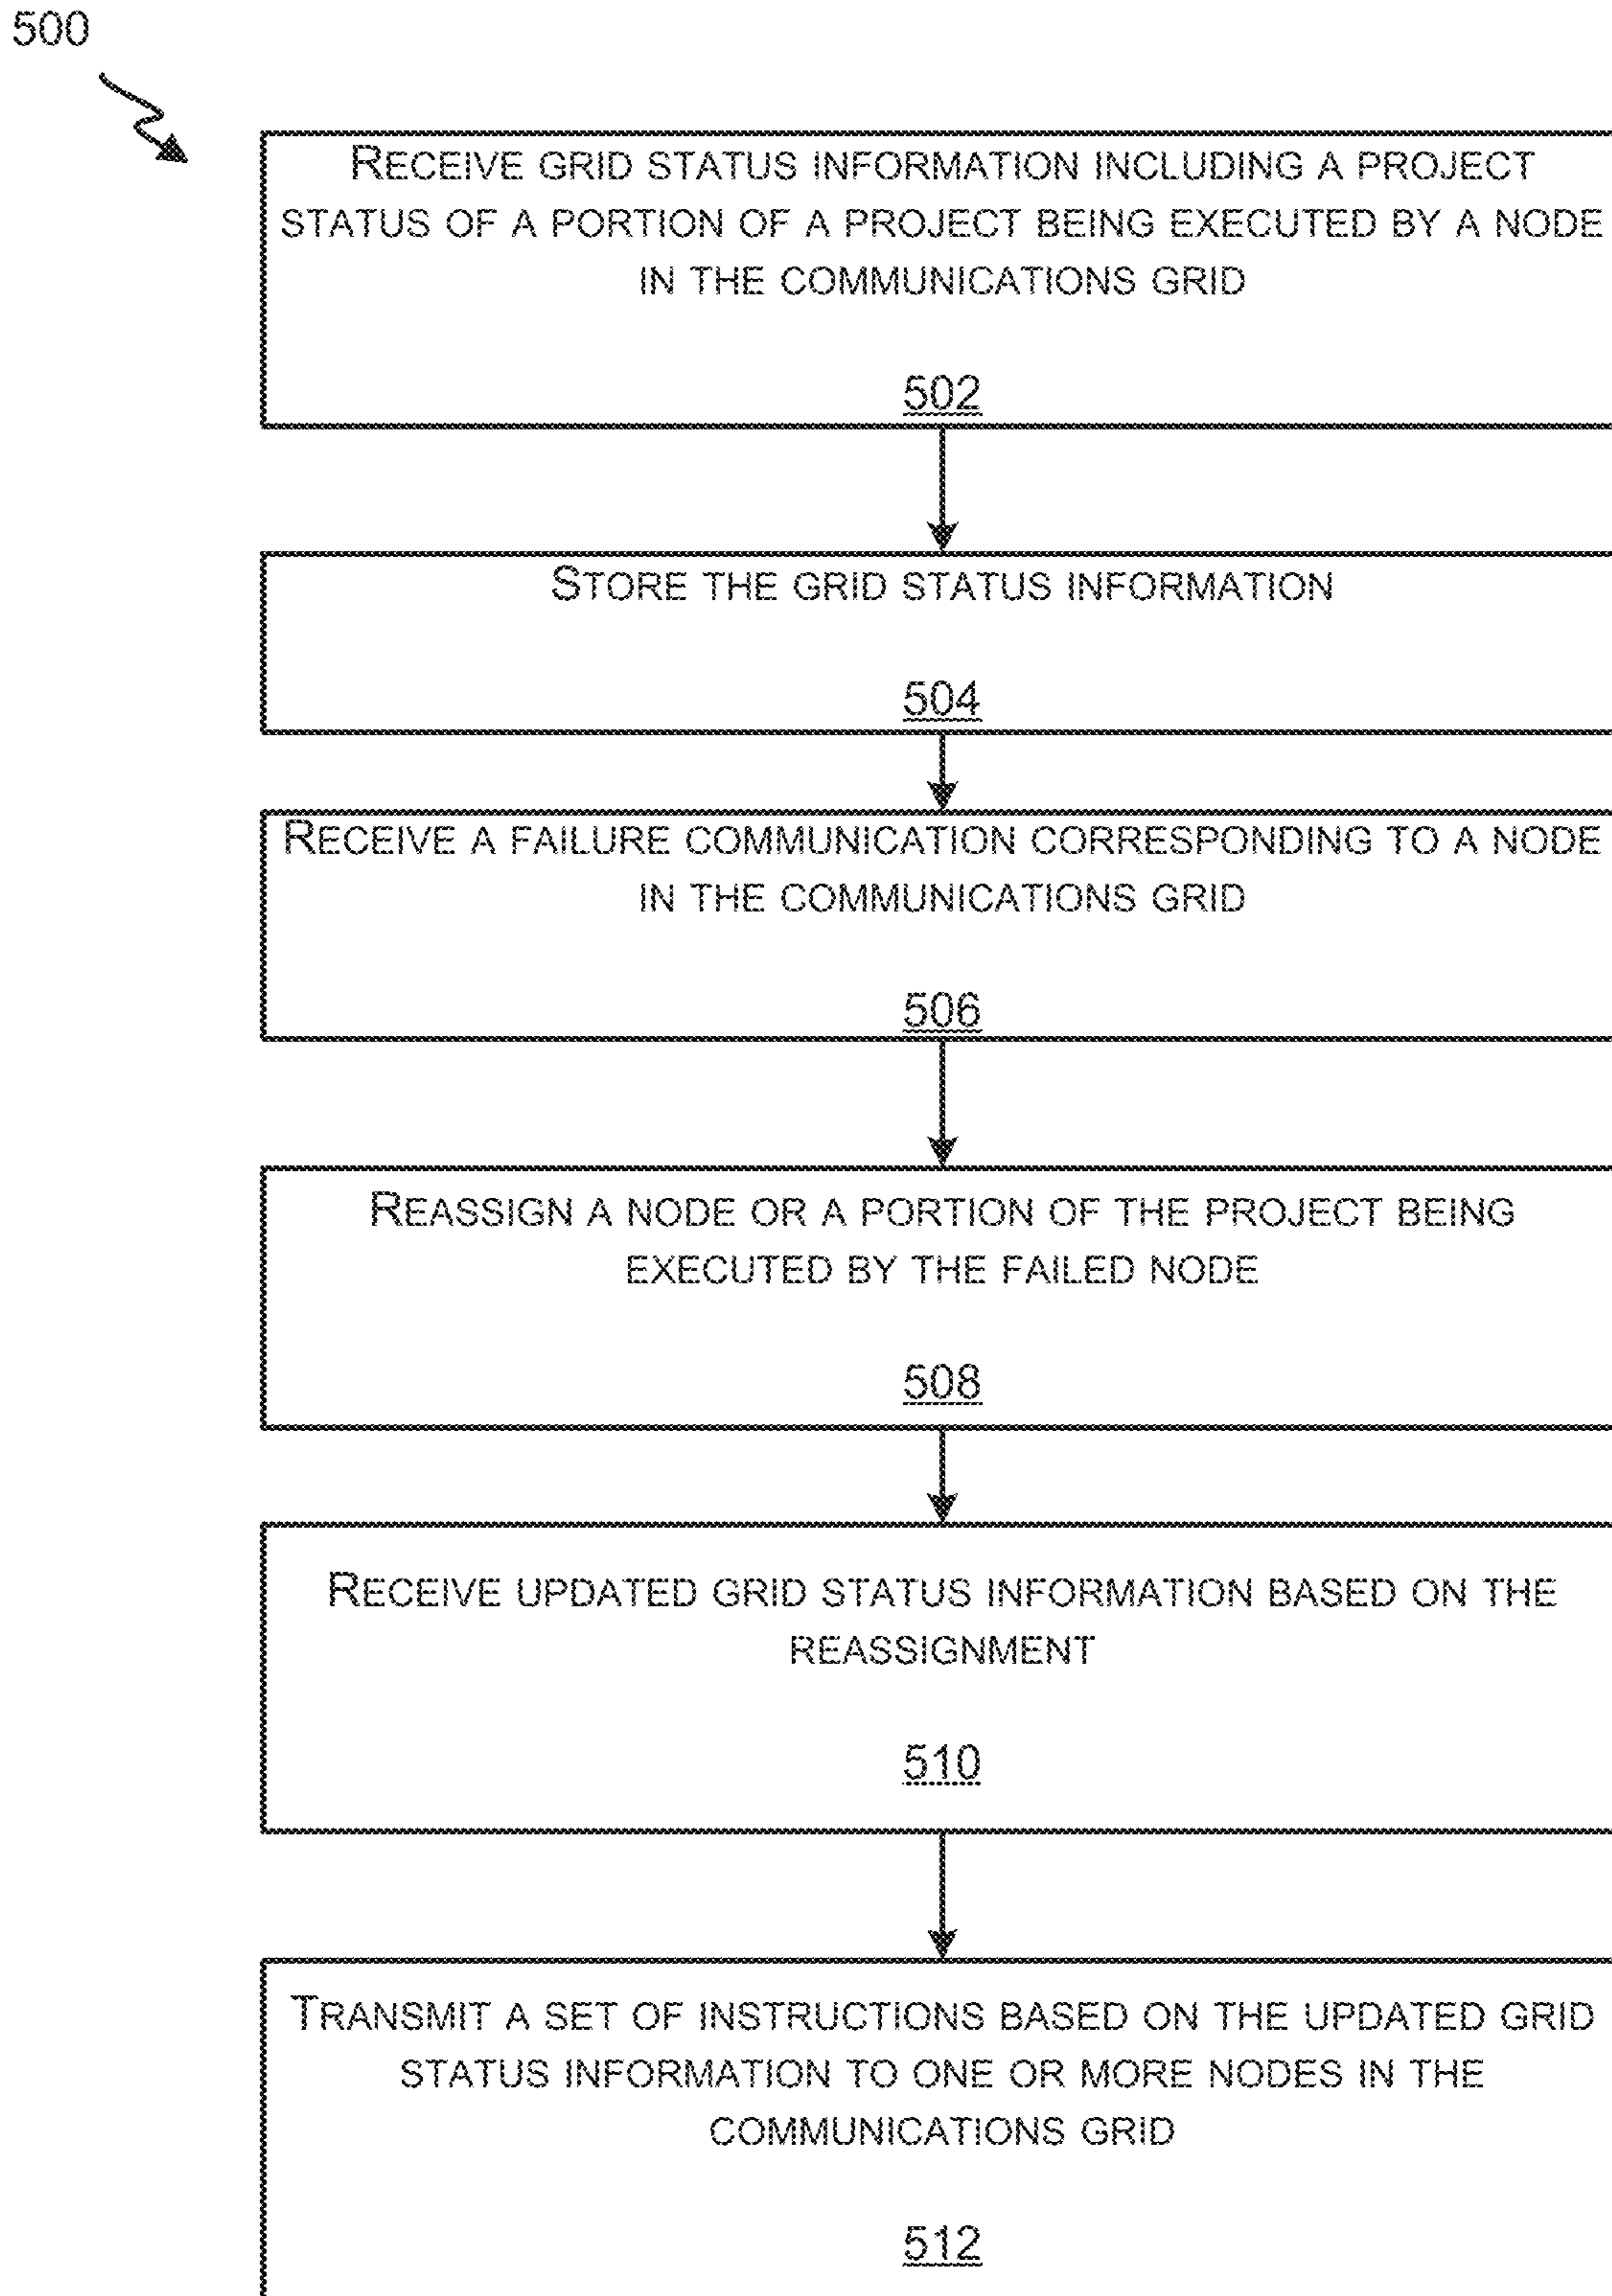 500
RECEIVE GRID STATUS INFORMATION INCLUDING A PROJECT
STATUS OF A PORTION OF A PROJECT BEING EXECUTED BY A NODE
IN THE COMMUNICATIONS GRID
502
STORE THE GRID STATUS INFORMATION
504
RECEIVE A FAILURE COMMUNICATION CORRESPONDING TO A NODE
IN THE COMMUNICATIONS GRID
506
REASSIGN A NODE OR A PORTION OF THE PROJECT BEING
EXECUTED BY THE FAILED NODE
508
RECEIVE UPDATED GRID STATUS INFORMATION BASED ON THE
REASSIGNMENT
510
TRANSMIT A SET OF INSTRUCTIONS BASED ON THE UPDATED GRID
STATUS INFORMATION TO ONE OR MORE NODES IN THE
COMMUNICATIONS GRID
512